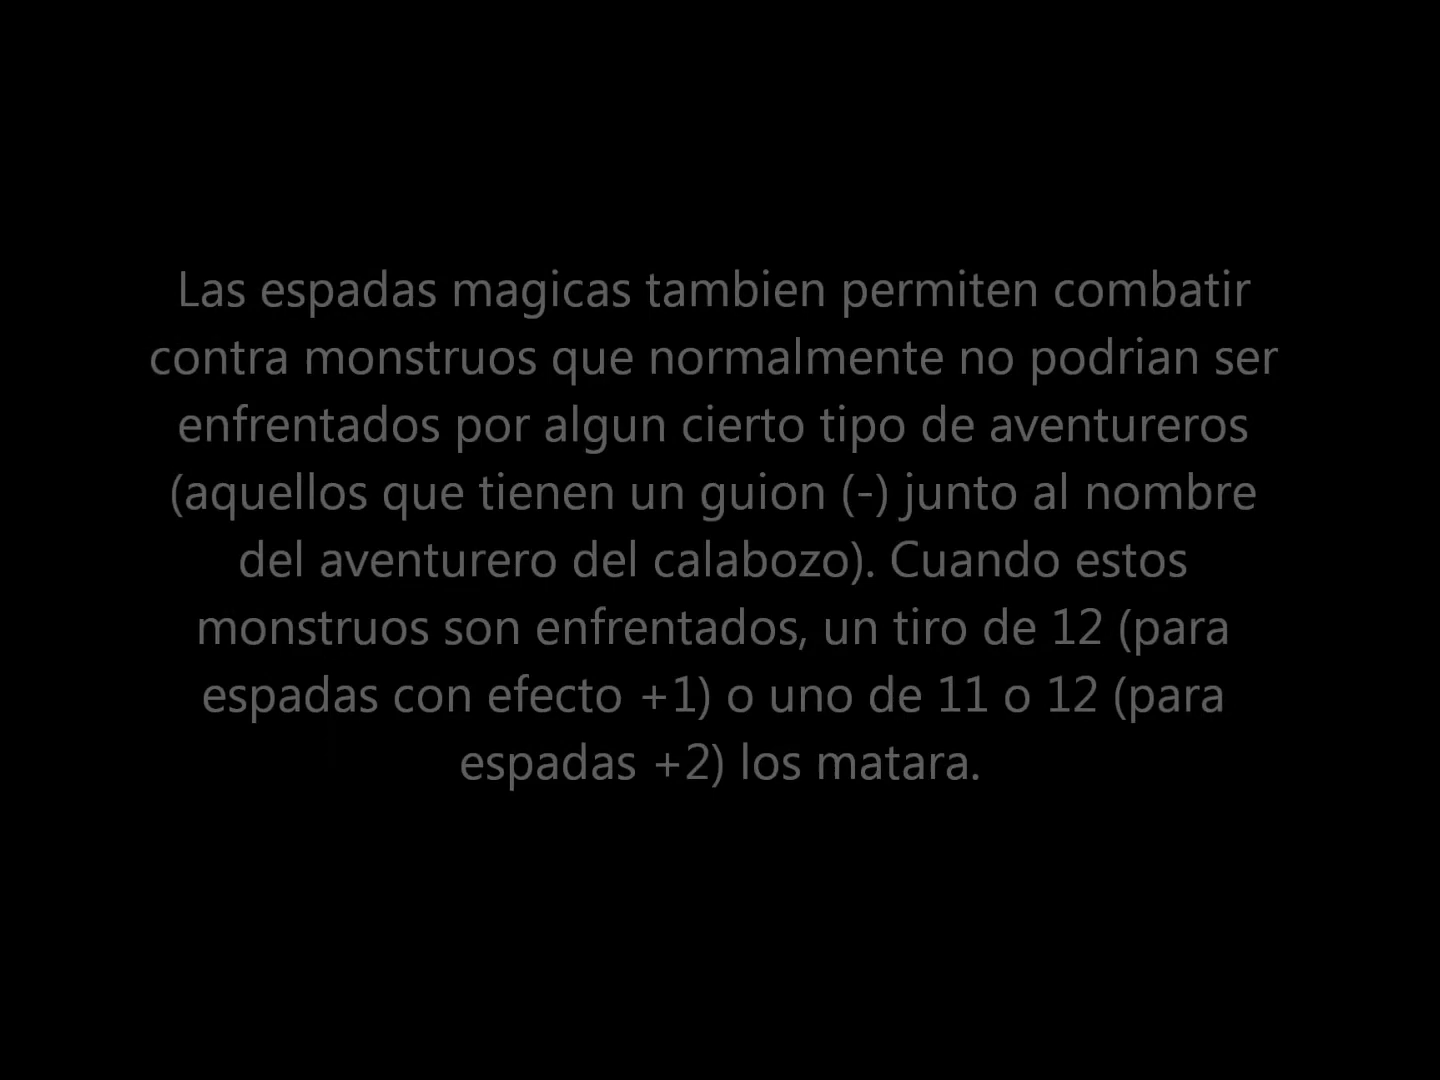 Las espadas magicas tambien permiten combatir
contra monstruos que normalmente no podrian ser
enfrentados por algun cierto tipo de aventureros
(aquellos que tienen un guion (-) junto al nombre
del aventurero del calabozo). Cuando estos
monstruos son enfrentados, un tiro de 12 (para
espadas con efecto +1) o uno de 11 o 12 (para
espadas +2) los matara.